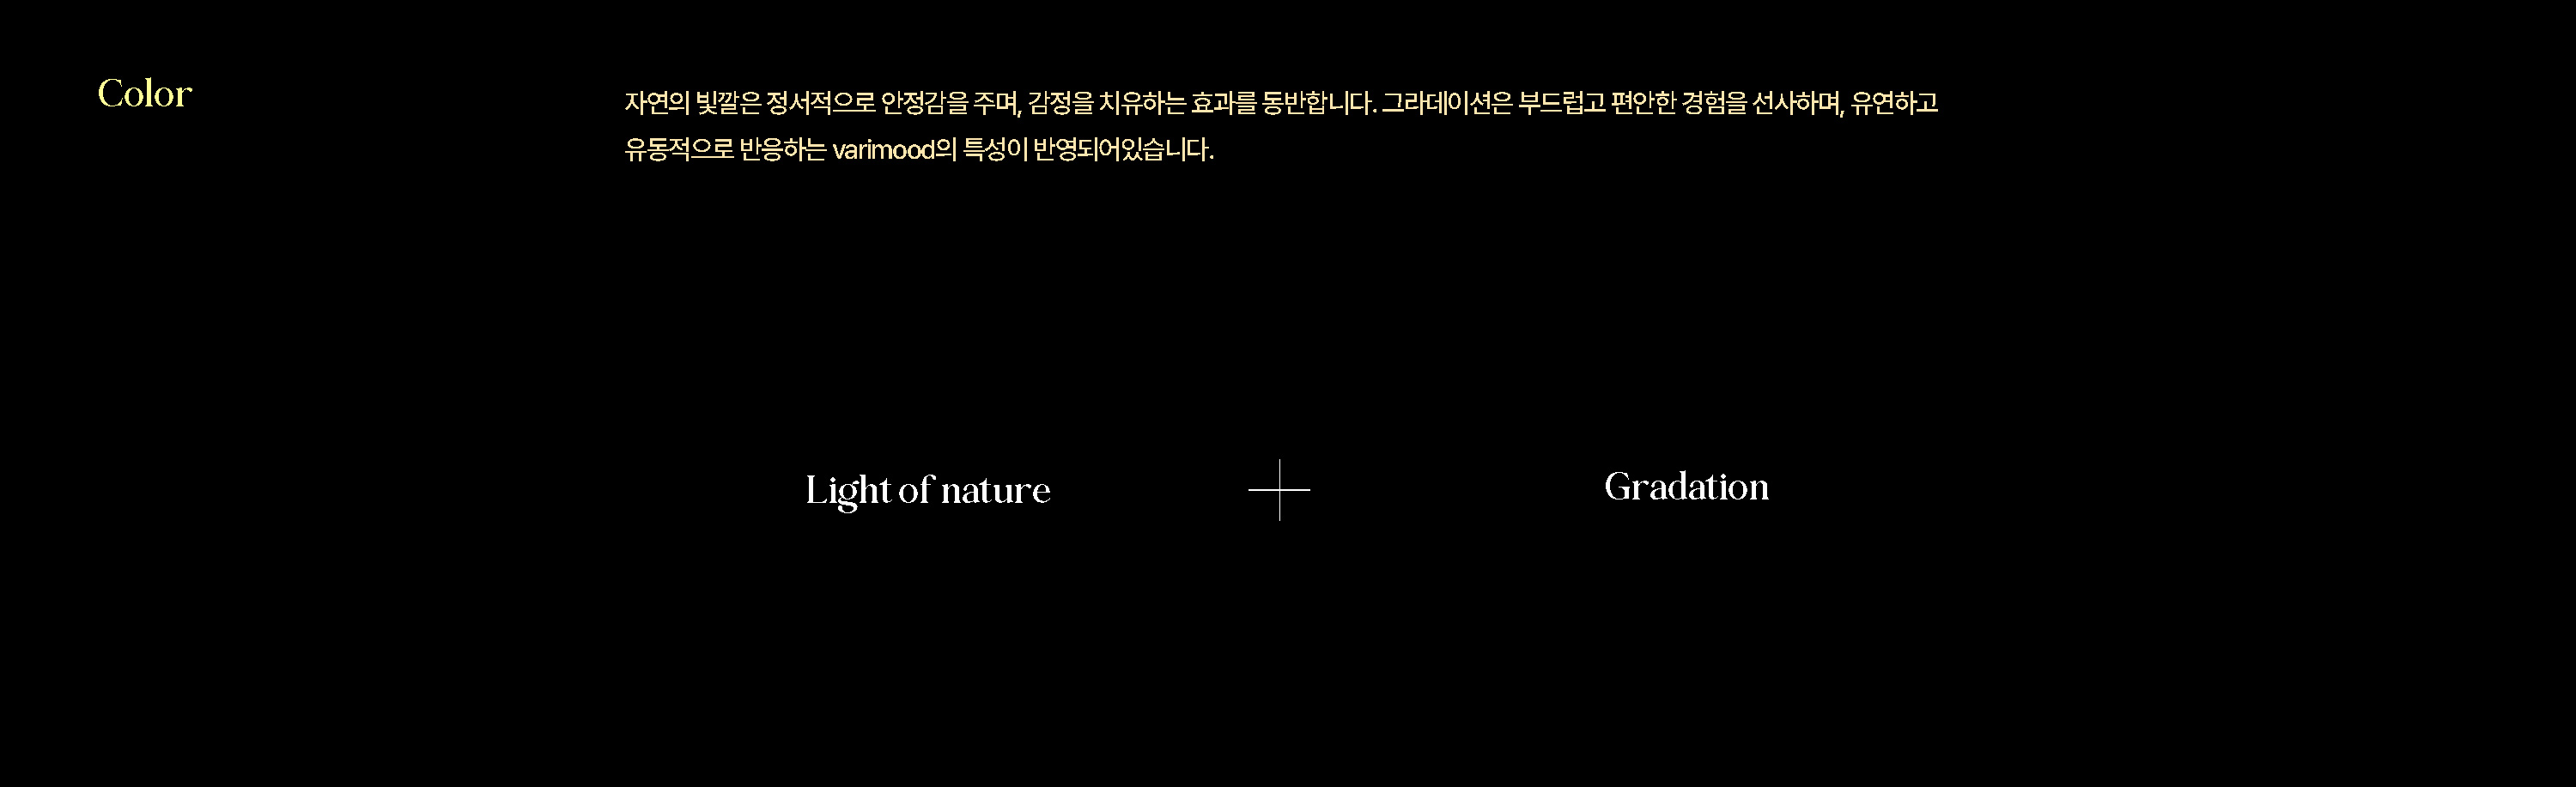 Color
자연의 빛깔은 정서적으로 안정감을 주며, 감정을 치유하는 효과를 동반합니다. 그라데이션은 부드럽고 편안한 경험을 선사하며, 유연하고
유동적으로 반응하는 varimood의 특성이 반영되어있습니다.
Light of nature
Gradation